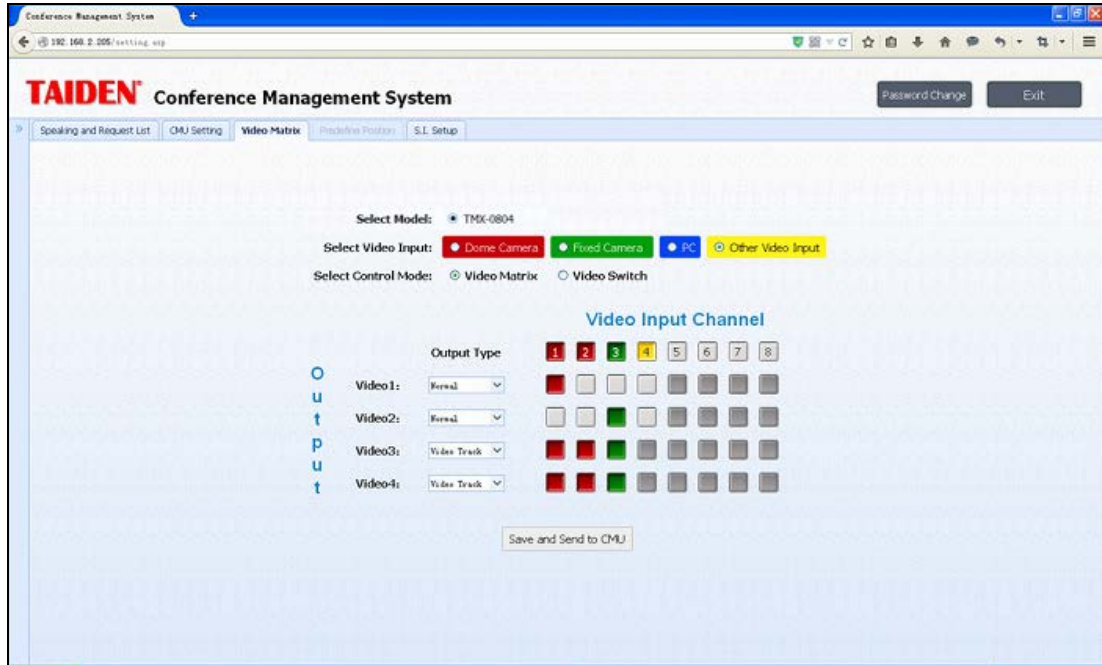 Conference Management System
192.168.2.205/setting.asp
TAIDEN Conference Management System
Password Change Exit
Speaking and Request List CMU Setting Video Matrix Predefine Position S.I. Setup
Select Model: TMX-0804
Select Video Input: Dome Camera Fixed Camera PC Other Video Input
Select Control Mode: Video Matrix Video Switch
Video Input Channel
Output Type 1 2 3 4 5 6 7 8
Output
Video1: Normal
Video2: Normal
Video3: Video Track
Video4: Video Track
Save and Send to CMU